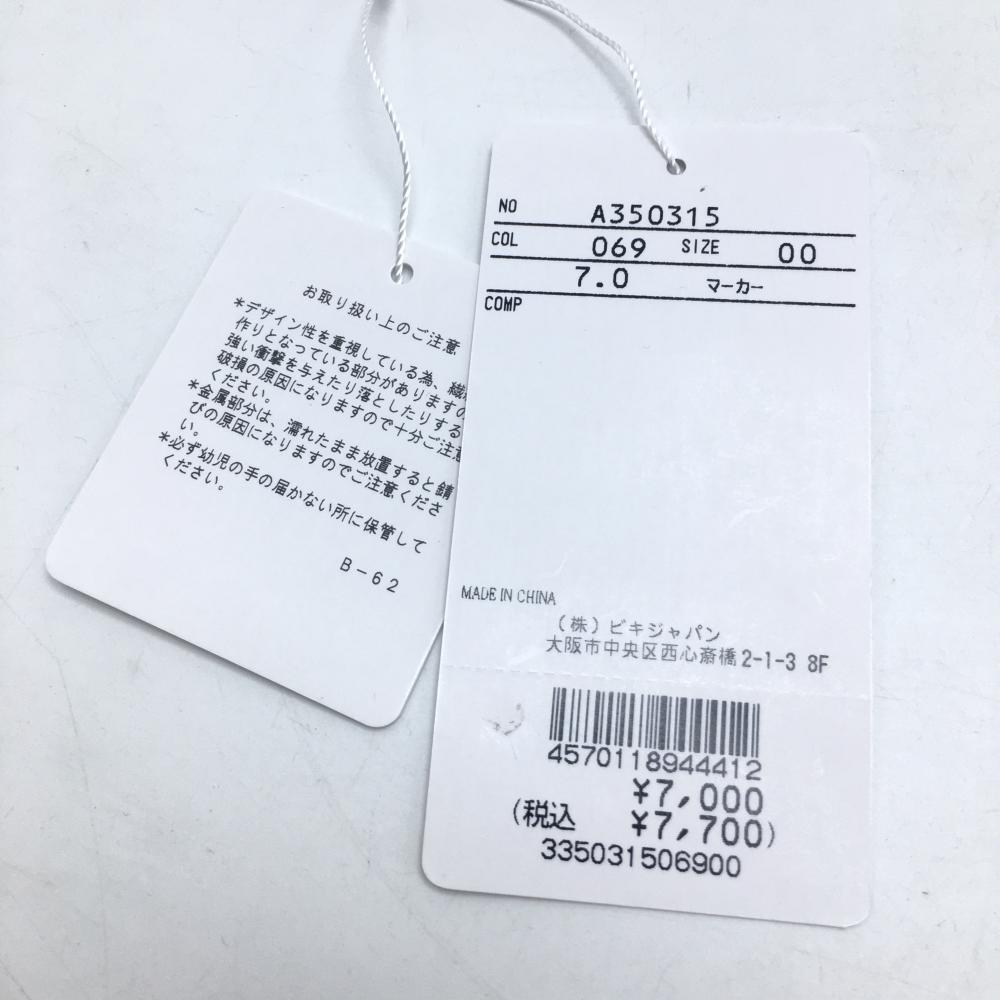 お取り扱い上のご注意
*デザイン性を重視している為、繊
作りとなっている部分がありますの
強い衝撃を与えたり落としたりする
破損の原因になりますので十分ご注意
ください。
*金属部分は、濡れたまま放置すると錆
びの原因になりますのでご注意くださ
い。
*必ず幼児の手の届かない所に保管して
ください。
B-62
NO A350315
COL 069 SIZE 00
7.0 マーカー
COMP
MADE IN CHINA
(株)ビキジャパン
大阪市中央区西心斎橋2-1-3 8F
4570118944412
¥7,000
(税込 ¥7,700)
335031506900